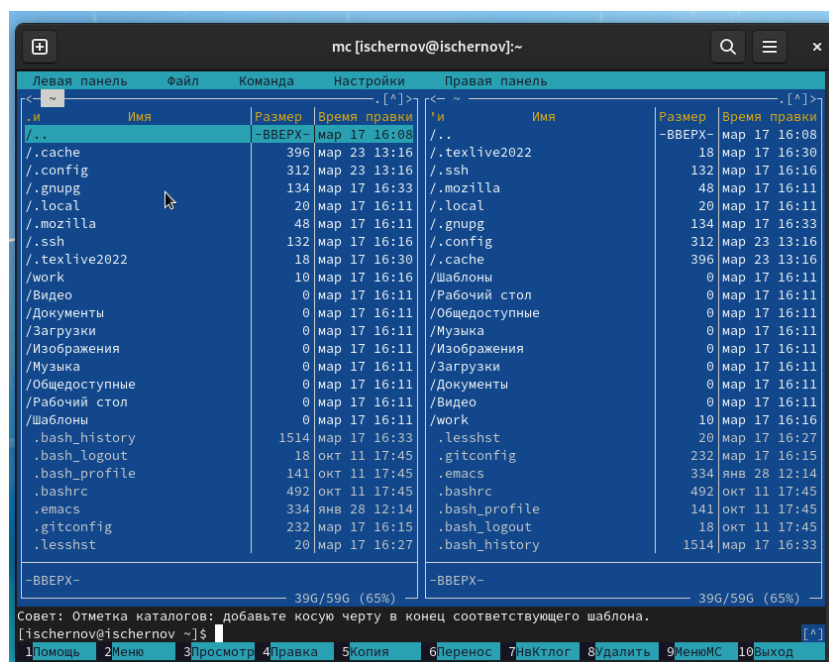 mc [ischernov@ischernov]:~
Левая панель Файл Команда Настройки Правая панель
<— ~ .[^]> <— ~ .[^]>
.и Имя Размер Время правки 'и Имя Размер Время правки
/.. -ВВЕРХ- мар 17 16:08 /.. -ВВЕРХ- мар 17 16:08
/.cache 396 мар 23 13:16 /.texlive2022 18 мар 17 16:30
/.config 312 мар 23 13:16 /.ssh 132 мар 17 16:16
/.gnupg 134 мар 17 16:33 /.mozilla 48 мар 17 16:11
/.local 20 мар 17 16:11 /.local 20 мар 17 16:11
/.mozilla 48 мар 17 16:11 /.gnupg 134 мар 17 16:33
/.ssh 132 мар 17 16:16 /.config 312 мар 23 13:16
/.texlive2022 18 мар 17 16:30 /.cache 396 мар 23 13:16
/work 10 мар 17 16:16 /Шаблоны 0 мар 17 16:11
/Видео 0 мар 17 16:11 /Рабочий стол 0 мар 17 16:11
/Документы 0 мар 17 16:11 /Общедоступные 0 мар 17 16:11
/Загрузки 0 мар 17 16:11 /Музыка 0 мар 17 16:11
/Изображения 0 мар 17 16:11 /Изображения 0 мар 17 16:11
/Музыка 0 мар 17 16:11 /Загрузки 0 мар 17 16:11
/Общедоступные 0 мар 17 16:11 /Документы 0 мар 17 16:11
/Рабочий стол 0 мар 17 16:11 /Видео 0 мар 17 16:11
/Шаблоны 0 мар 17 16:11 /work 10 мар 17 16:16
.bash_history 1514 мар 17 16:33 .lesshst 20 мар 17 16:27
.bash_logout 18 окт 11 17:45 .gitconfig 232 мар 17 16:15
.bash_profile 141 окт 11 17:45 .emacs 334 янв 28 12:14
.bashrc 492 окт 11 17:45 .bashrc 492 окт 11 17:45
.emacs 334 янв 28 12:14 .bash_profile 141 окт 11 17:45
.gitconfig 232 мар 17 16:15 .bash_logout 18 окт 11 17:45
.lesshst 20 мар 17 16:27 .bash_history 1514 мар 17 16:33
-ВВЕРХ- -ВВЕРХ-
39G/59G (65%) 39G/59G (65%)
Совет: Отметка каталогов: добавьте косую черту в конец соответствующего шаблона.
[ischernov@ischernov ~]$ [^]
1Помощь 2Меню 3Просмотр 4Правка 5Копия 6Перенос 7НвКтлог 8Удалить 9МенюMC 10Выход